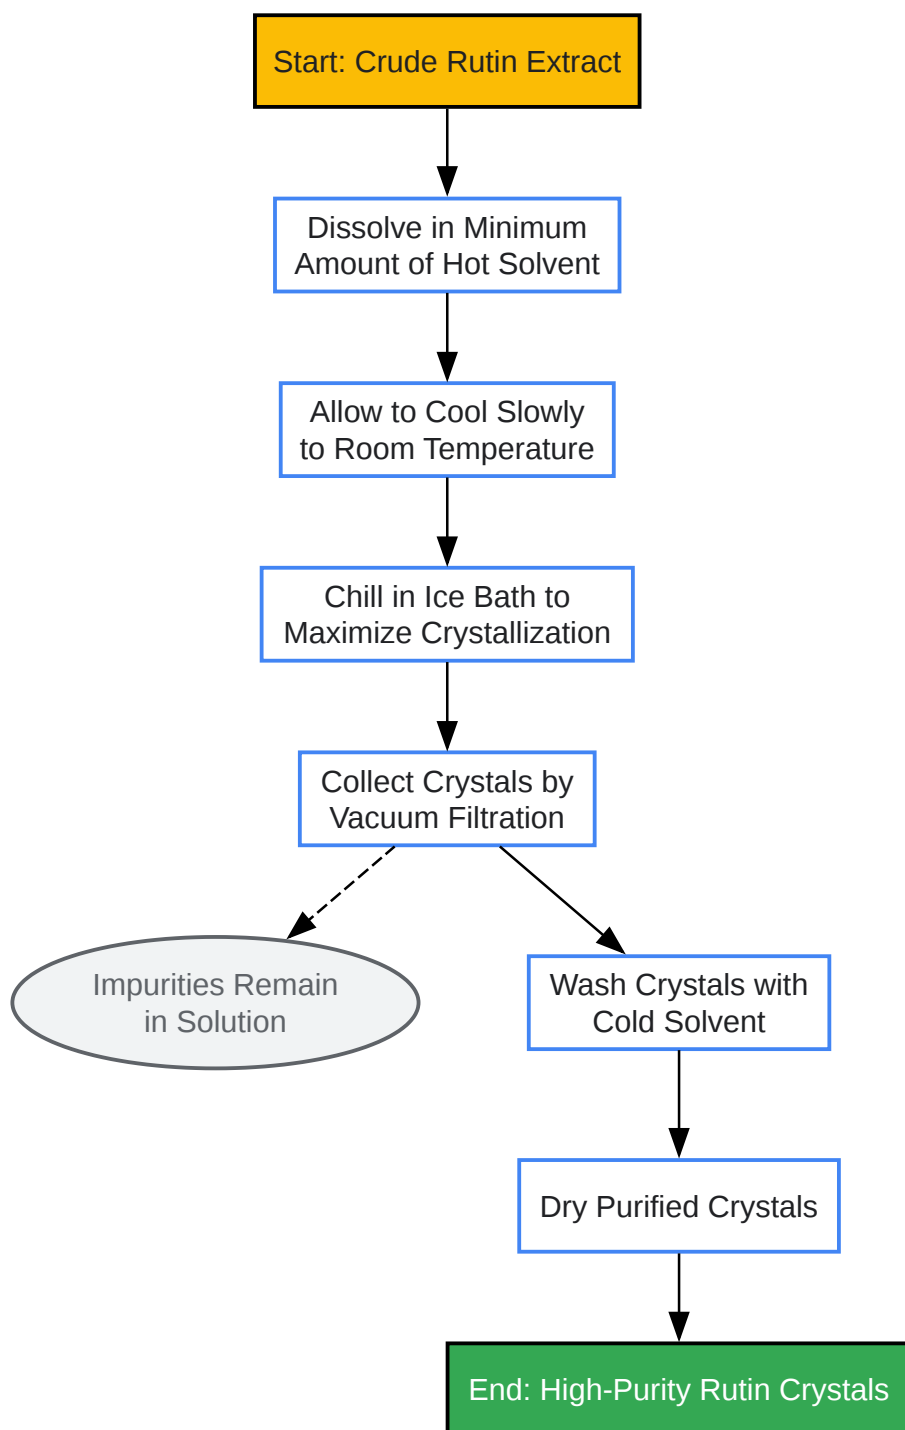 Start: Crude Rutin Extract
Dissolve in Minimum
Amount of Hot Solvent
Allow to Cool Slowly
to Room Temperature
Chill in Ice Bath to
Maximize Crystallization
Collect Crystals by
Vacuum Filtration
Impurities Remain
in Solution
Wash Crystals with
Cold Solvent
Dry Purified Crystals
End: High-Purity Rutin Crystals